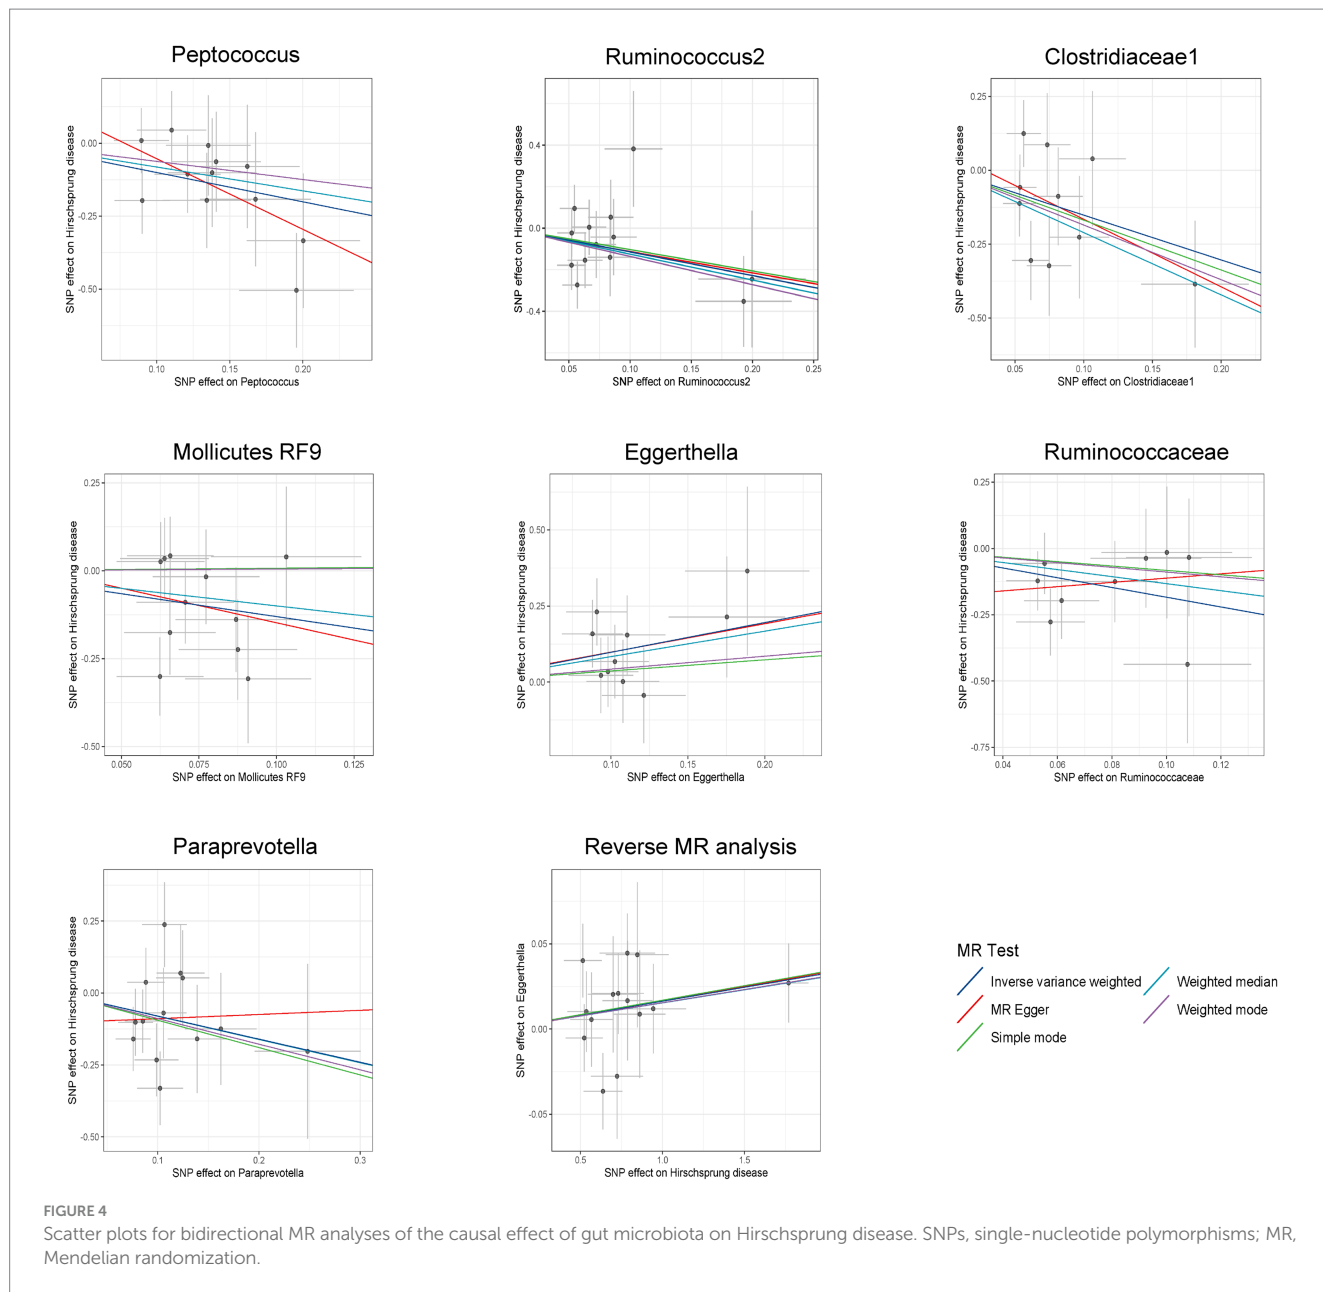 Peptococcus
Ruminococcus2
Clostridiaceae1
SNP effect on Hirschsprung disease
0.00
-0.25
-0.50
0.10
0.15
0.20
SNP effect on Peptococcus
SNP effect on Hirschsprung disease
0.4
0.0
-0.4
0.05
0.10
0.15
0.20
0.25
SNP effect on Ruminococcus2
SNP effect on Hirschsprung disease
0.25
0.00
-0.25
-0.50
0.05
0.10
0.15
0.20
SNP effect on Clostridiaceae1
Mollicutes RF9
Eggerthella
Ruminococcaceae
SNP effect on Hirschsprung disease
0.25
0.00
-0.25
-0.50
0.050
0.075
0.100
0.125
SNP effect on Mollicutes RF9
SNP effect on Hirschsprung disease
0.50
0.25
0.00
0.10
0.15
0.20
SNP effect on Eggerthella
SNP effect on Hirschsprung disease
0.25
0.00
-0.25
-0.50
-0.75
0.04
0.06
0.08
0.10
0.12
SNP effect on Ruminococcaceae
Paraprevotella
Reverse MR analysis
SNP effect on Hirschsprung disease
0.25
0.00
-0.25
-0.50
0.1
0.2
0.3
SNP effect on Paraprevotella
SNP effect on Eggerthella
0.05
0.00
-0.05
0.5
1.0
1.5
SNP effect on Hirschsprung disease
MR Test
Inverse variance weighted
Weighted median
MR Egger
Weighted mode
Simple mode
FIGURE 4
Scatter plots for bidirectional MR analyses of the causal effect of gut microbiota on Hirschsprung disease. SNPs, single-nucleotide polymorphisms; MR,
Mendelian randomization.